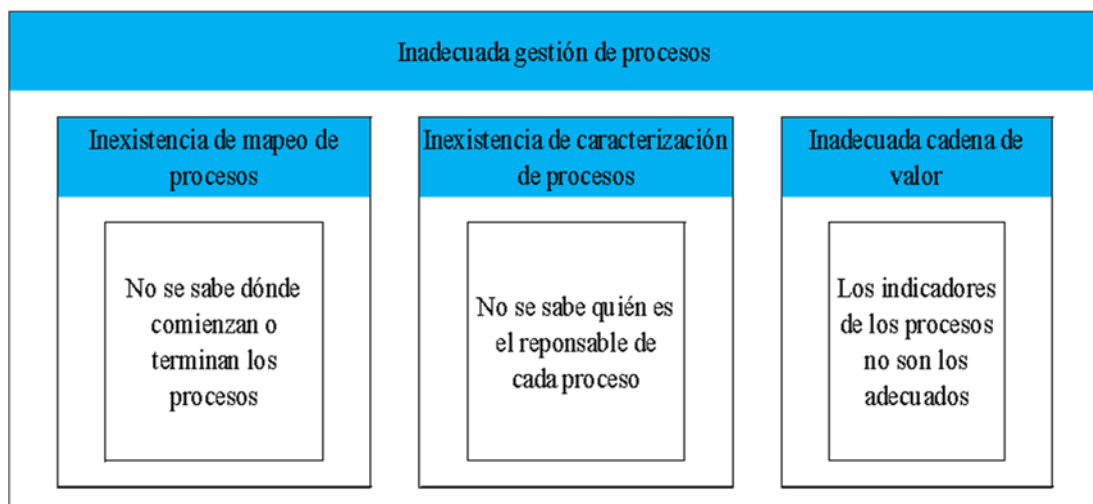 Inadecuada gestión de procesos
Inexistencia de mapeo de
procesos
No se sabe dónde
comienzan o
terminan los
procesos
Inexistencia de caracterización
de procesos
No se sabe quién es
el reponsable de
cada proceso
Inadecuada cadena de
valor
Los indicadores
de los procesos
no son los
adecuados